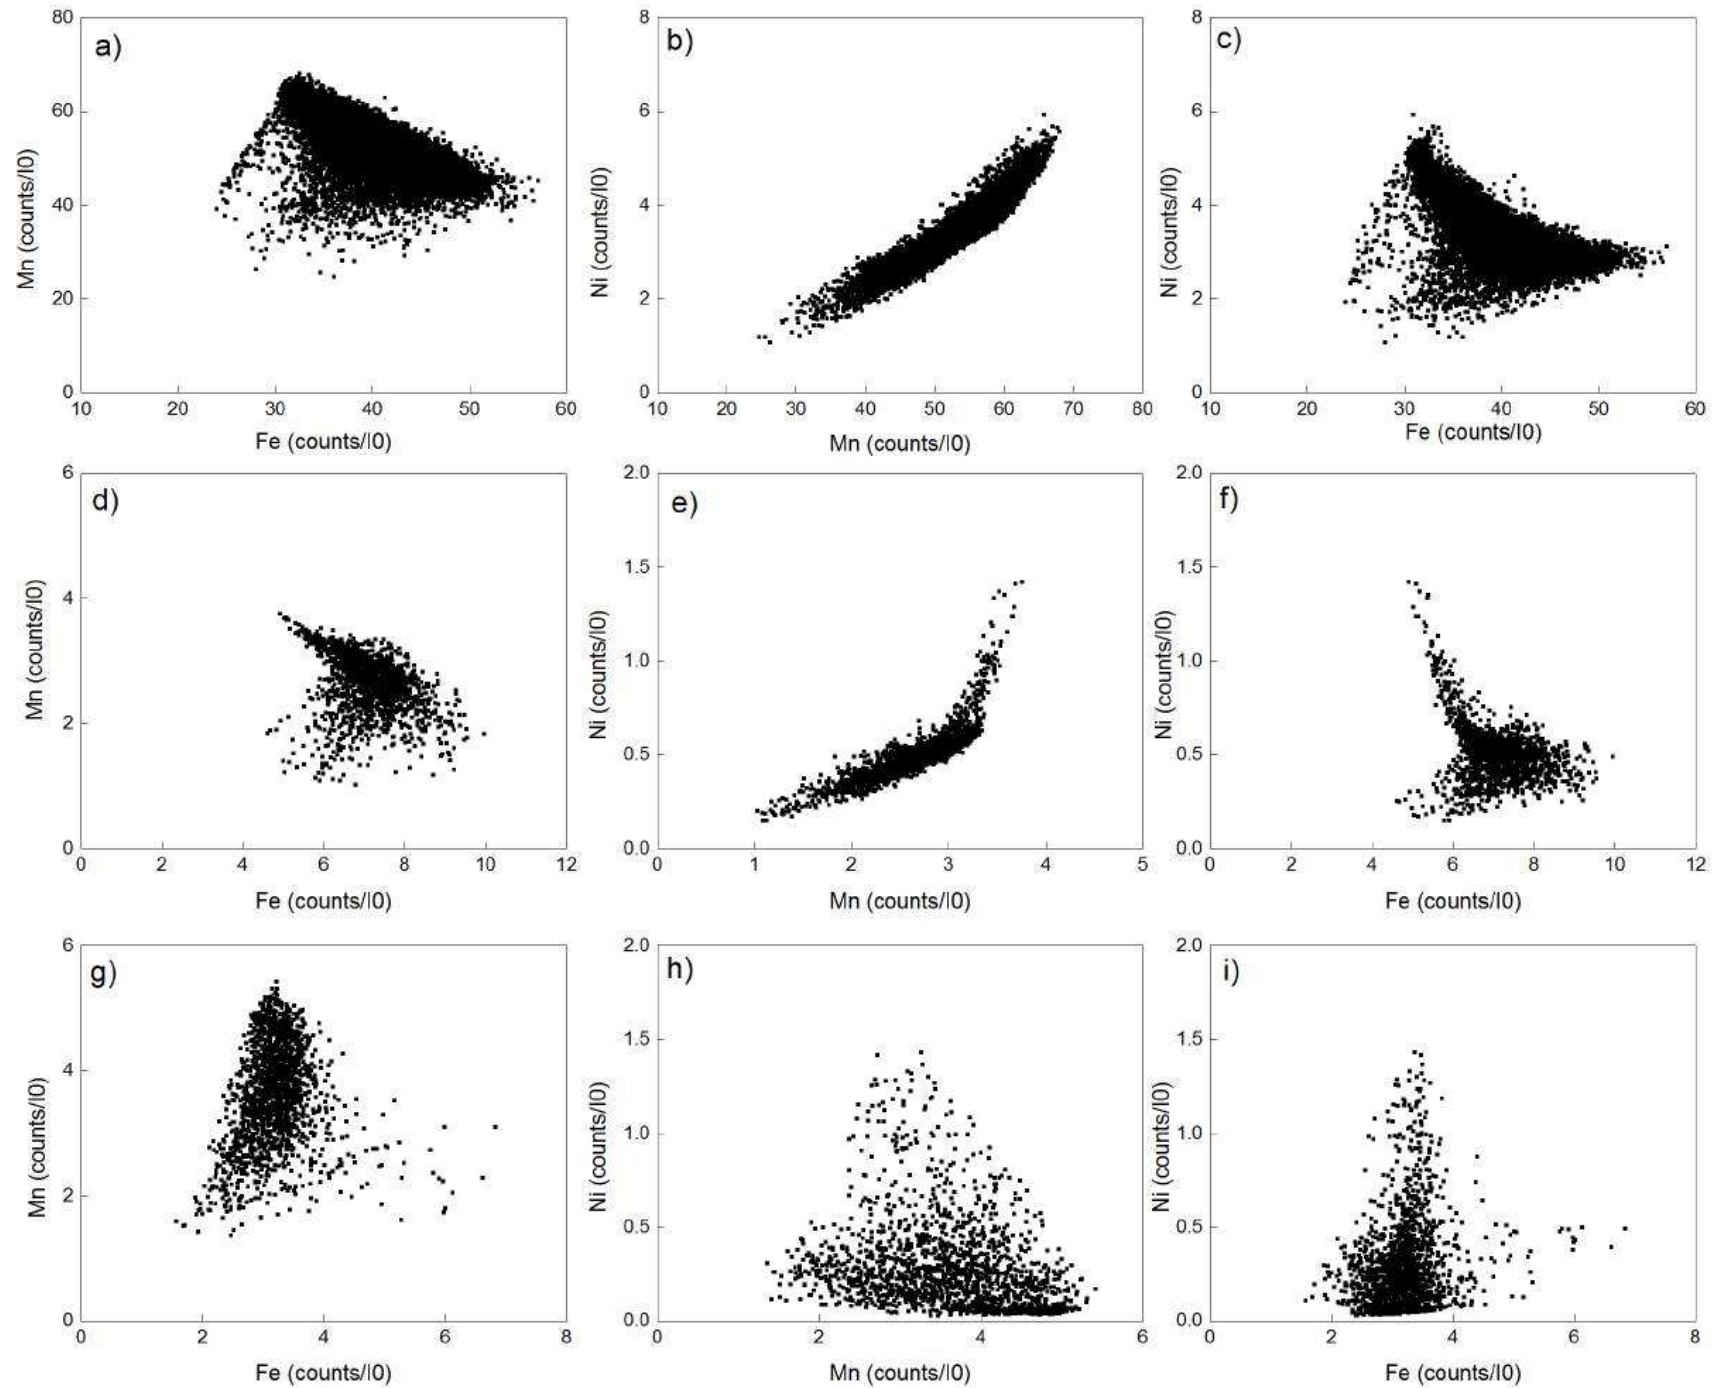 a)
80
60
40
20
0
Mn (counts/I0)
10 20 30 40 50 60
Fe (counts/I0)
b)
8
6
4
2
0
Ni (counts/I0)
10 20 30 40 50 60 70 80
Mn (counts/I0)
c)
8
6
4
2
0
Ni (counts/I0)
10 20 30 40 50 60
Fe (counts/I0)
d)
6
4
2
0
Mn (counts/I0)
0 2 4 6 8 10 12
Fe (counts/I0)
e)
2.0
1.5
1.0
0.5
0.0
Ni (counts/I0)
0 1 2 3 4 5
Mn (counts/I0)
f)
2.0
1.5
1.0
0.5
0.0
Ni (counts/I0)
0 2 4 6 8 10 12
Fe (counts/I0)
g)
6
4
2
0
Mn (counts/I0)
0 2 4 6 8
Fe (counts/I0)
h)
2.0
1.5
1.0
0.5
0.0
Ni (counts/I0)
0 2 4 6
Mn (counts/I0)
i)
2.0
1.5
1.0
0.5
0.0
Ni (counts/I0)
0 2 4 6 8
Fe (counts/I0)